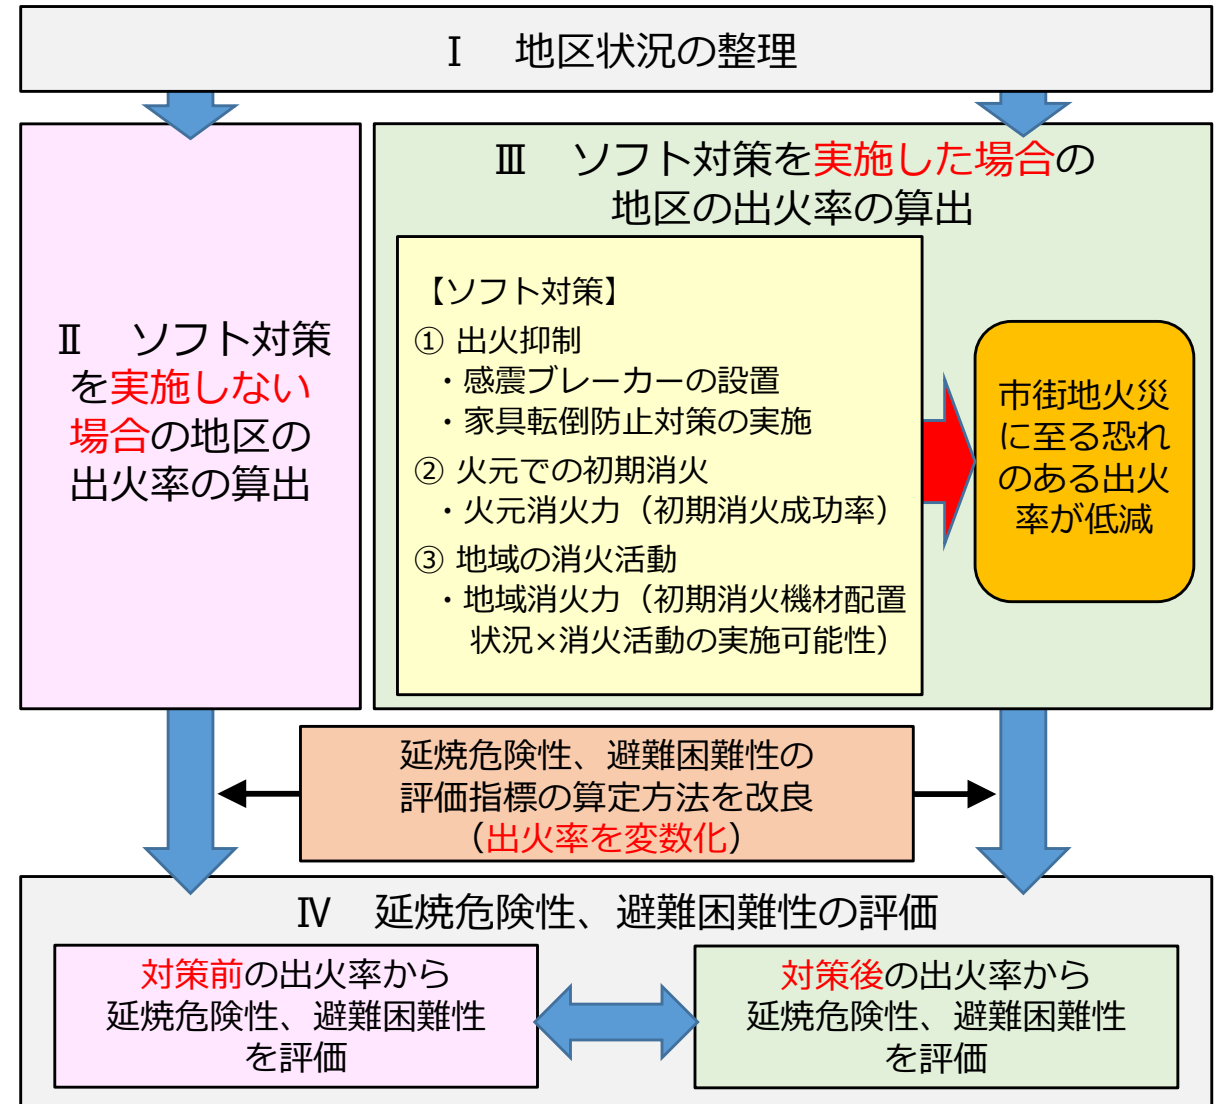 Ⅰ　地区状況の整理
Ⅱ　ソフト対策
を実施しない
場合の地区の
出火率の算出
Ⅲ　ソフト対策を実施した場合の
地区の出火率の算出
【ソフト対策】
① 出火抑制
・感震ブレーカーの設置
・家具転倒防止対策の実施
② 火元での初期消火
・火元消火力（初期消火成功率）
③ 地域の消火活動
・地域消火力（初期消火機材配置
状況×消火活動の実施可能性）
市街地火災
に至る恐れ
のある出火
率が低減
延焼危険性、避難困難性の
評価指標の算定方法を改良
（出火率を変数化）
Ⅳ　延焼危険性、避難困難性の評価
対策前の出火率から
延焼危険性、避難困難性
を評価
対策後の出火率から
延焼危険性、避難困難性
を評価